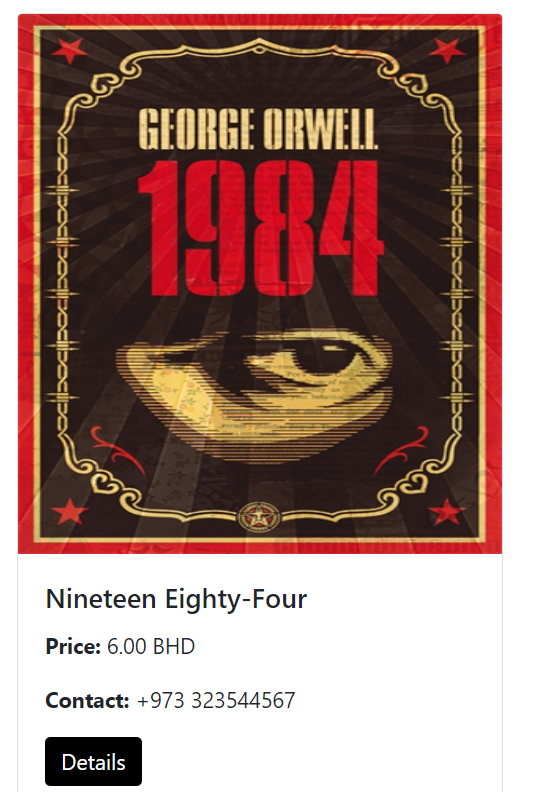 GEORGE ORWELL
1984
Nineteen Eighty-Four
Price: 6.00 BHD
Contact: +973 323544567
Details